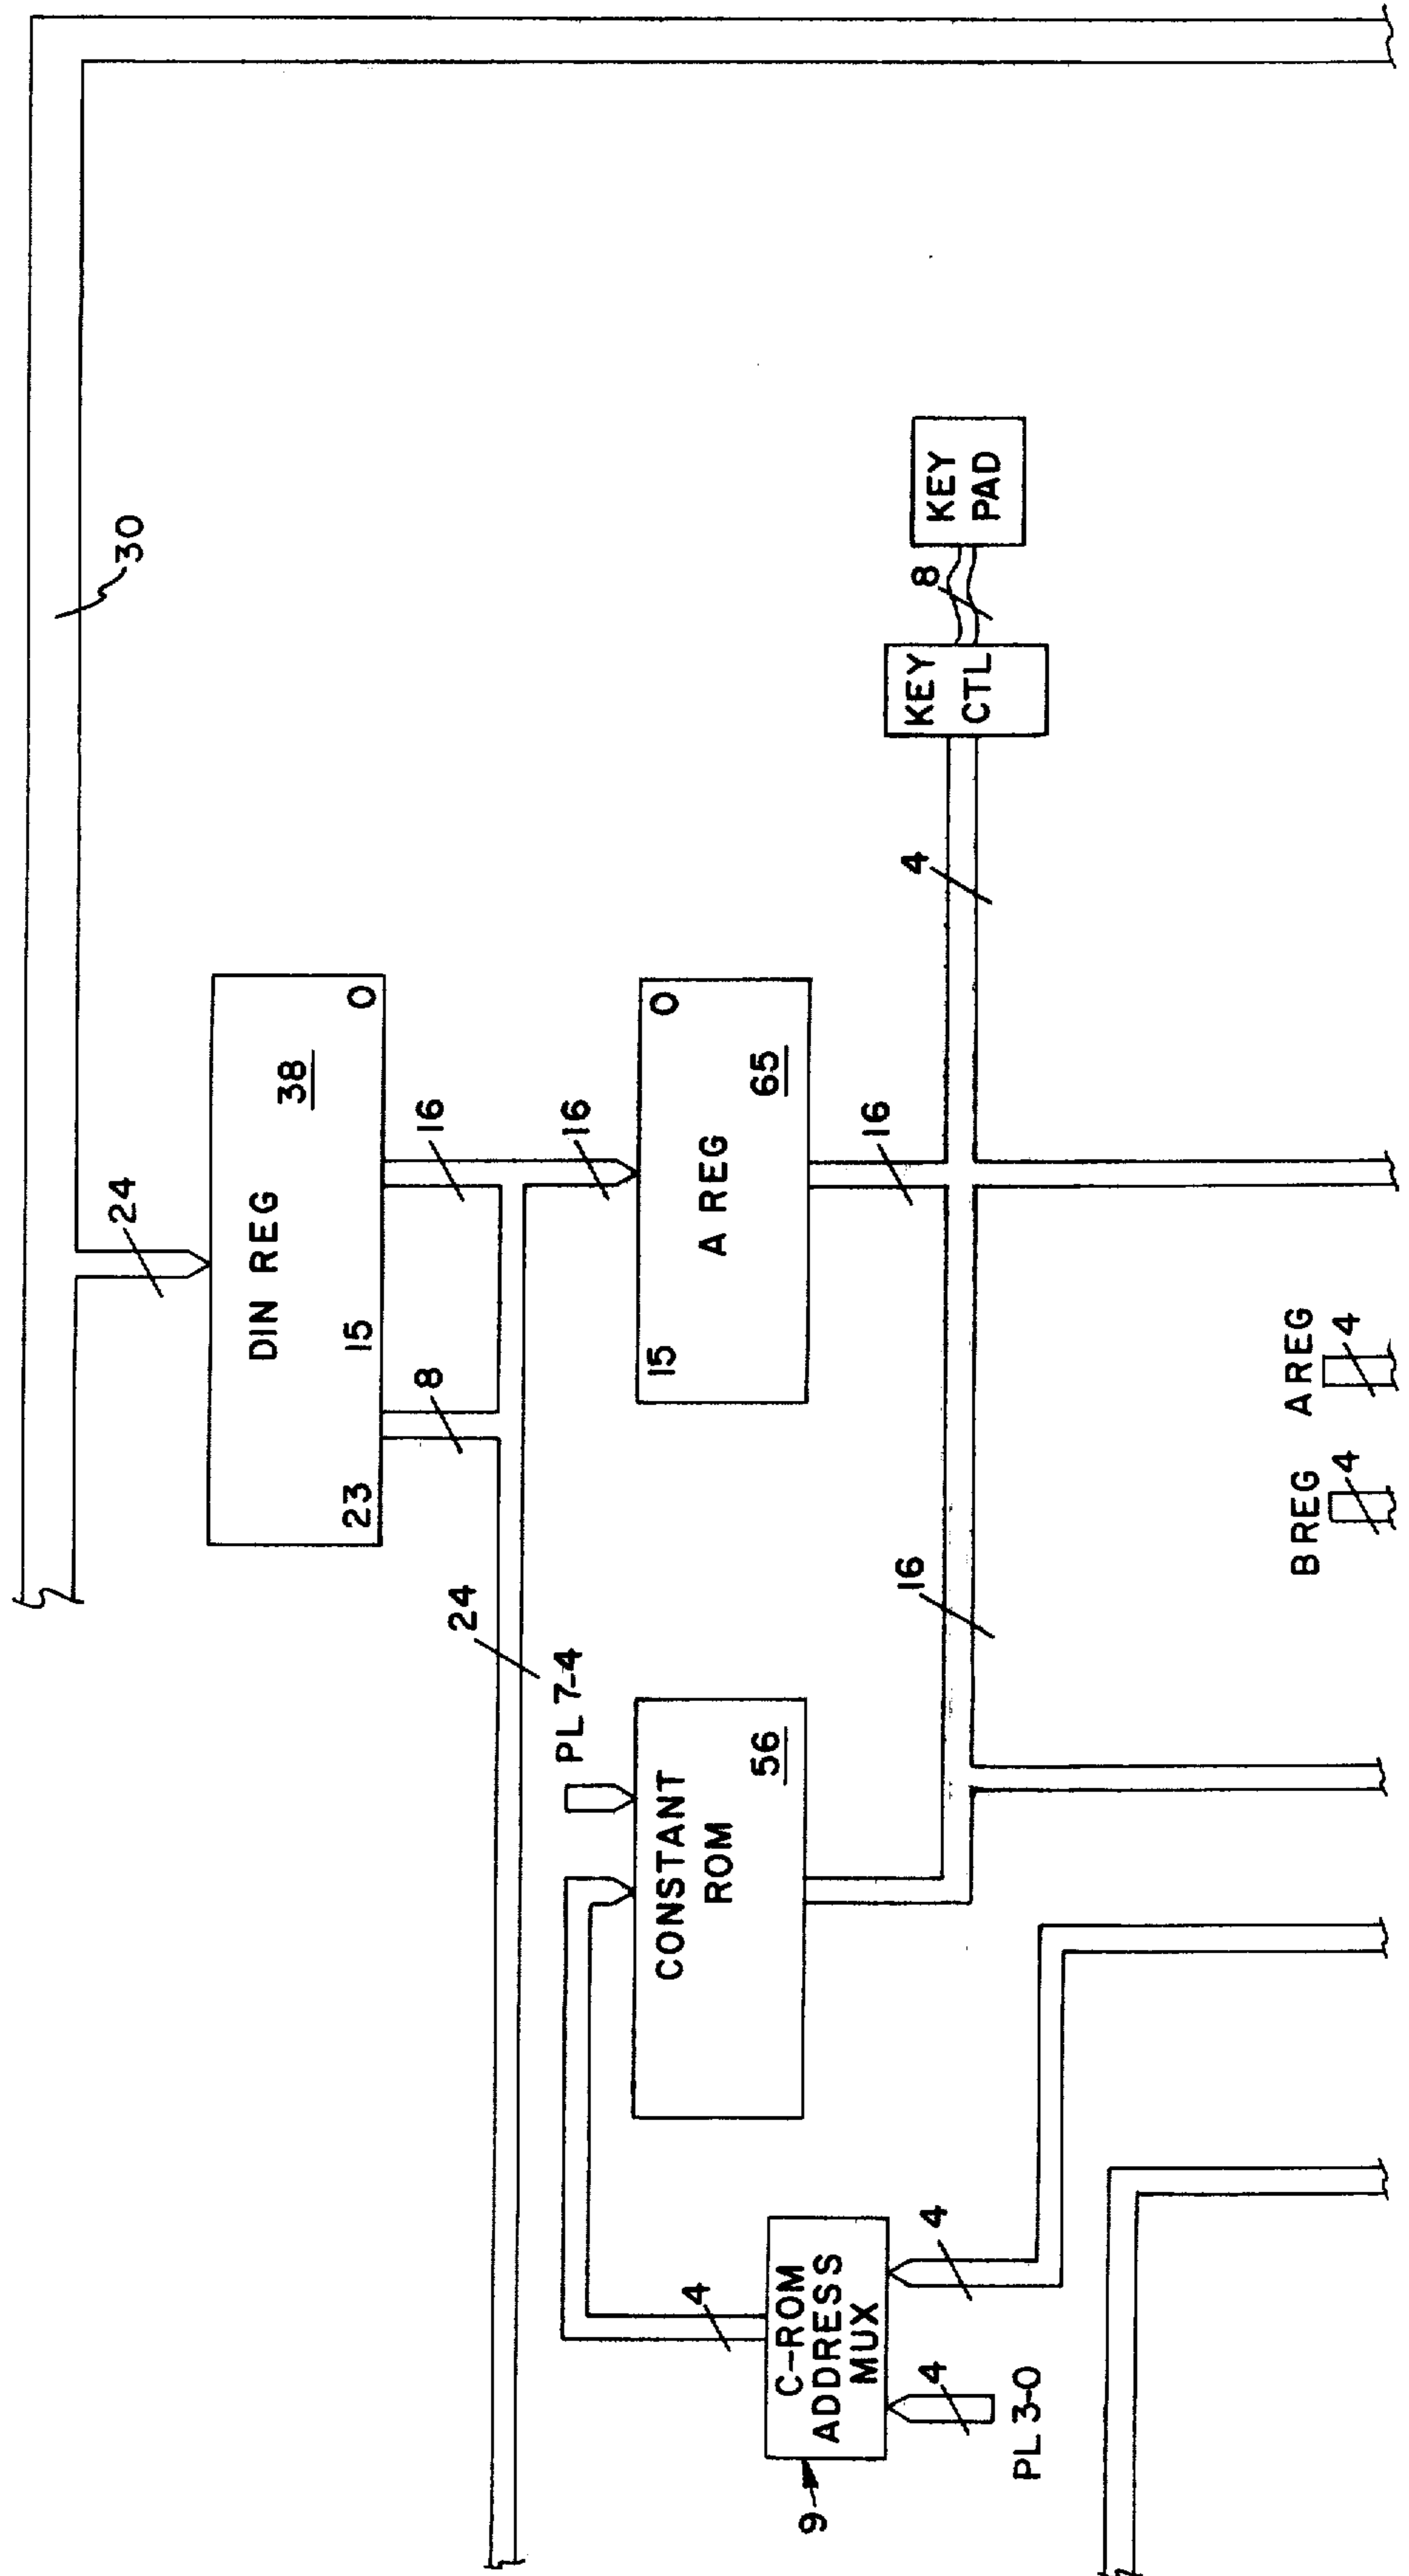 30
24
DIN REG
38
23
15
0
8
16
24
16
PL 7-4
CONSTANT
ROM
56
15
0
A REG
65
4
C-ROM
ADDRESS
MUX
9
4
PL 3-0
4
16
16
4
KEY
CTL
8
KEY
PAD
BREG
4
AREG
4